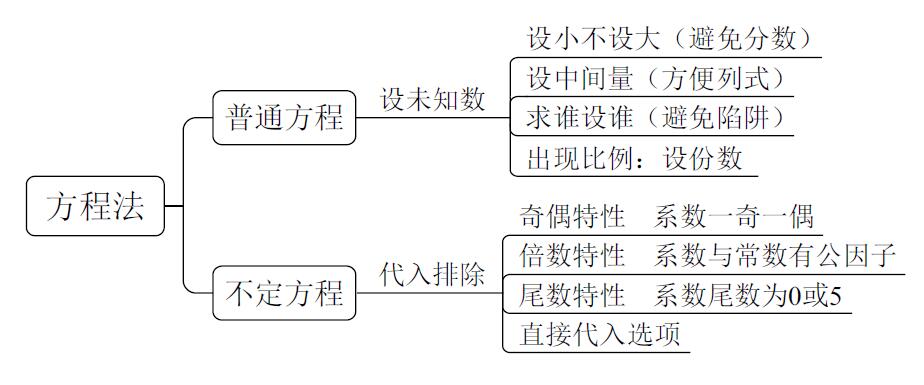 方程法
普通方程
设未知数
设小不设大（避免分数）
设中间量（方便列式）
求谁设谁（避免陷阱）
出现比例：设份数
不定方程
代入排除
奇偶特性 系数一奇一偶
倍数特性 系数与常数有公因子
尾数特性 系数尾数为0或5
直接代入选项